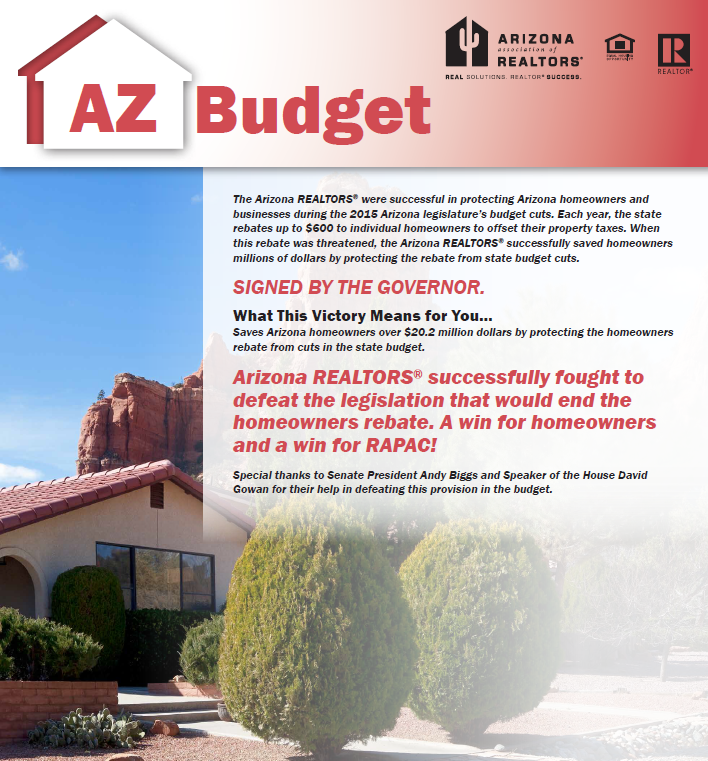 AZ Budget
ARIZONA
association of
REALTORS®
REAL SOLUTIONS. REALTOR® SUCCESS.
EQUAL HOUSING
OPPORTUNITY
R
REALTOR®
The Arizona REALTORS® were successful in protecting Arizona homeowners and
businesses during the 2015 Arizona legislature's budget cuts. Each year, the state
rebates up to $600 to individual homeowners to offset their property taxes. When
this rebate was threatened, the Arizona REALTORS® successfully saved homeowners
millions of dollars by protecting the rebate from state budget cuts.
SIGNED BY THE GOVERNOR.
What This Victory Means for You...
Saves Arizona homeowners over $20.2 million dollars by protecting the homeowners
rebate from cuts in the state budget.
Arizona REALTORS® successfully fought to
defeat the legislation that would end the
homeowners rebate. A win for homeowners
and a win for RAPAC!
Special thanks to Senate President Andy Biggs and Speaker of the House David
Gowan for their help in defeating this provision in the budget.